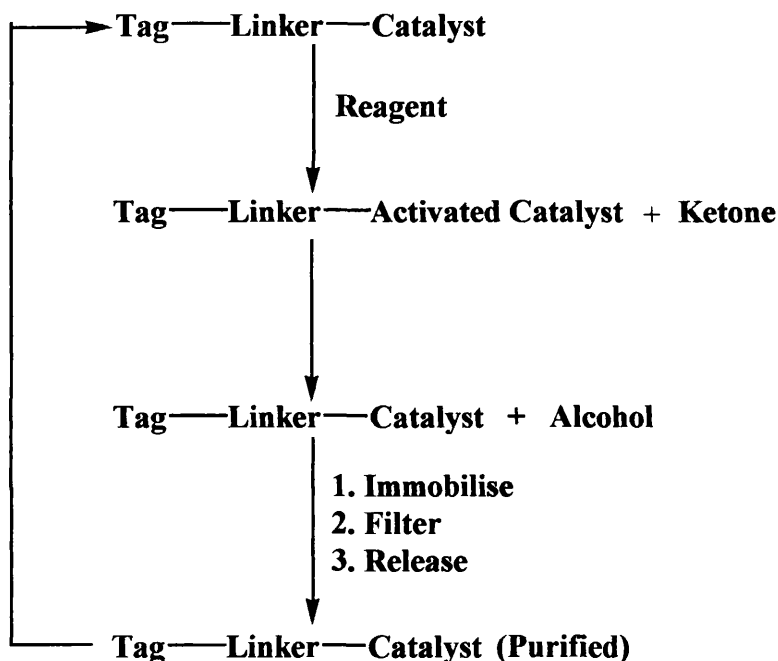 Tag—Linker—Catalyst
Reagent
Tag—Linker—Activated Catalyst + Ketone
Tag—Linker—Catalyst + Alcohol
1. Immobilise
2. Filter
3. Release
Tag—Linker—Catalyst (Purified)